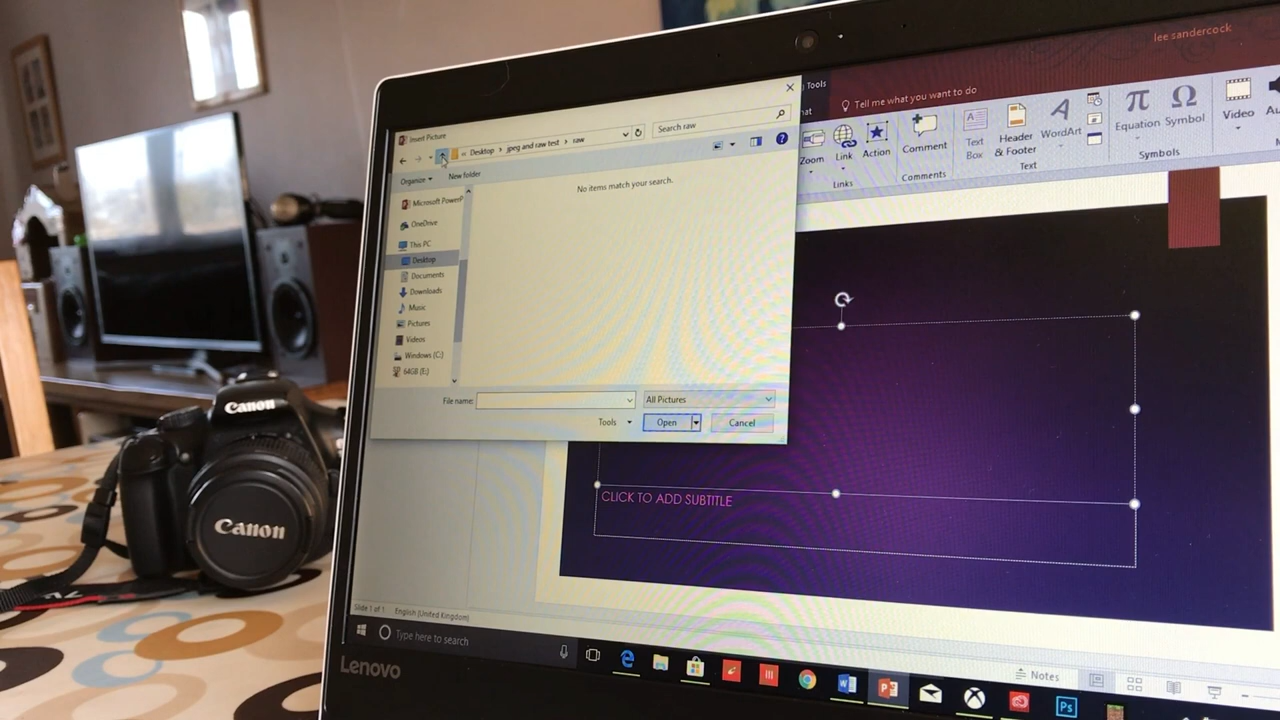 lee sandercock
Tools
Tell me what you want to do
Insert Picture
Desktop > jpeg and raw test > raw
Search raw
Organize
New folder
No items match your search.
Microsoft PowerP
OneDrive
This PC
Desktop
Documents
Downloads
Music
Pictures
Videos
Windows (C:)
64GB (E:)
File name:
All Pictures
Tools
Open
Cancel
Zoom
Link
Action
Links
Comment
Comments
Text
Box
Header
& Footer
WordArt
Text
Equation
Symbol
Symbols
Video
CLICK TO ADD SUBTITLE
Slide 1 of 1
English (United Kingdom)
Notes
Type here to search
Ps
Lenovo
Canon
Canon